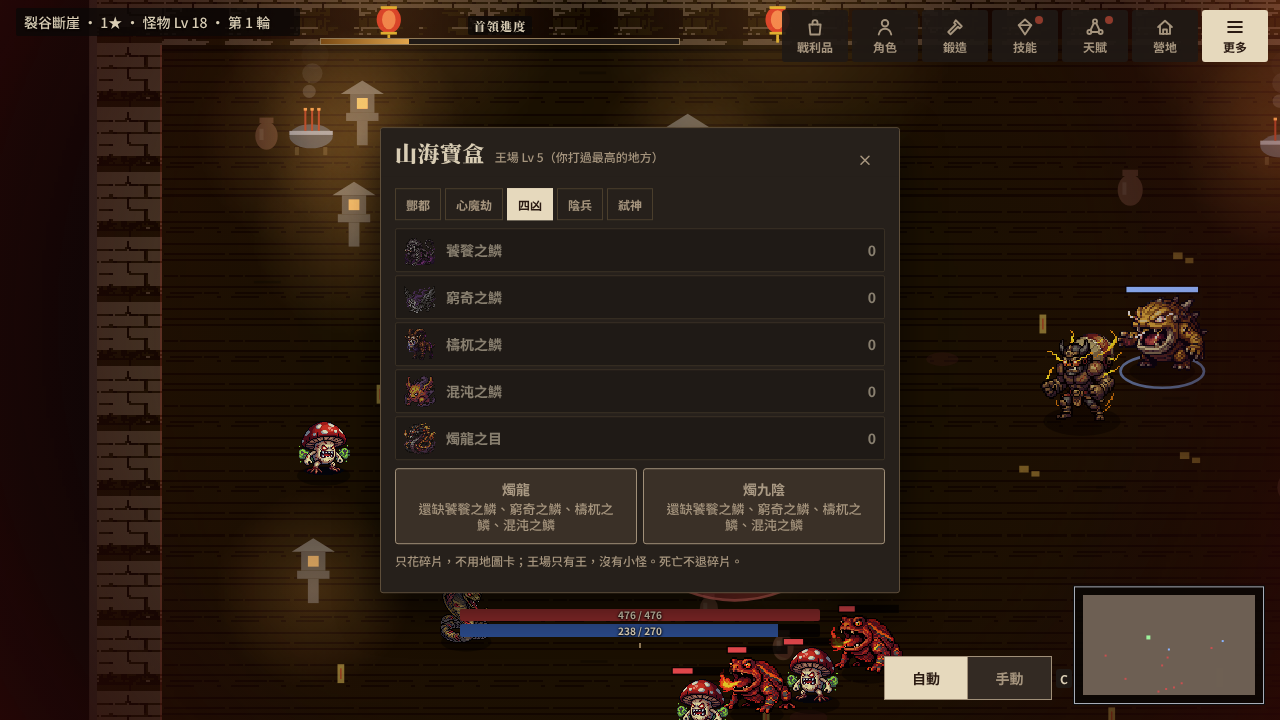 裂谷斷崖 · 1★ · 怪物 Lv 18 · 第 1 輪
首領進度
戰利品
角色
鍛造
技能
天賦
營地
更多
山海寶盒 王場 Lv 5（你打過最高的地方）
×
酆都
心魔劫
四凶
陰兵
弒神
饕餮之鱗 0
窮奇之鱗 0
檮杌之鱗 0
混沌之鱗 0
燭龍之目 0
燭龍
還缺饕餮之鱗、窮奇之鱗、檮杌之
鱗、混沌之鱗
燭九陰
還缺饕餮之鱗、窮奇之鱗、檮杌之
鱗、混沌之鱗
只花碎片，不用地圖卡；王場只有王，沒有小怪。死亡不退碎片。
476 / 476
238 / 270
自動
手動
C